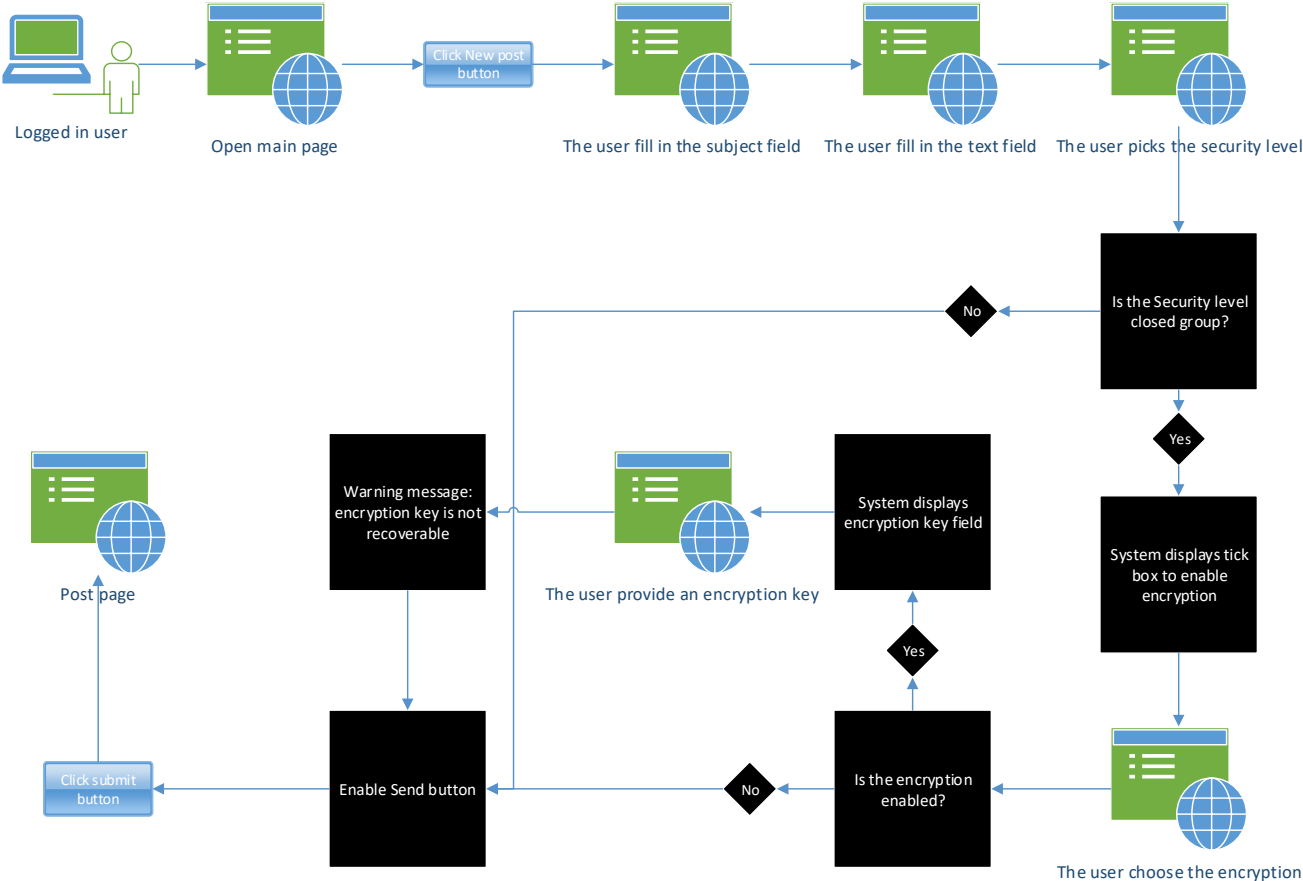 Click New post
button
Logged in user
Open main page
The user fill in the subject field
The user fill in the text field
The user picks the security level
Is the Security level
closed group?
No
Yes
Warning message:
encryption key is not
recoverable
System displays
encryption key field
System displays tick
box to enable
encryption
Post page
The user provide an encryption key
Yes
Click submit
button
Enable Send button
No
Is the encryption
enabled?
The user choose the encryption